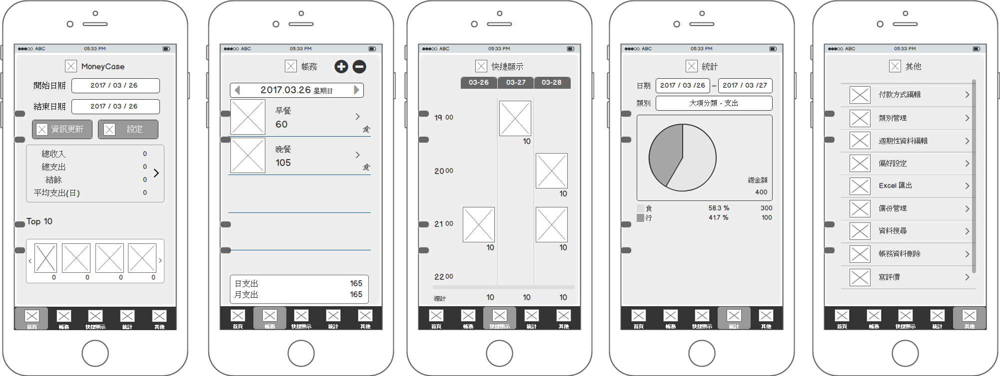 ABC 05:33 PM
MoneyCase
開始日期 2017 / 03 / 26
結束日期 2017 / 03 / 26
資訊更新 設定
總收入 0
總支出 0
結餘 0
平均支出(日) 0
Top 10
0 0 0 0
首頁 帳務 快捷顯示 統計 其他
ABC 05:33 PM
帳務
2017.03.26 星期日
早餐
60
食
晚餐
105
食
日支出 165
月支出 165
首頁 帳務 快捷顯示 統計 其他
ABC 05:33 PM
快捷顯示
03-26 03-27 03-28
19 00
10
20 00
10
21 00
10 10
22 00
總計 10 10 10
首頁 帳務 快捷顯示 統計 其他
ABC 05:33 PM
統計
日期 2017 / 03 /26 ~ 2017 / 03 /27
類別 大項分類 - 支出
總金額
400
食 58.3 % 300
行 41.7 % 100
首頁 帳務 快捷顯示 統計 其他
ABC 05:33 PM
其他
付款方式編輯
類別管理
週期性資料編輯
偏好設定
Excel 匯出
備份管理
資料搜尋
帳務資料刪除
寫評價
首頁 帳務 快捷顯示 統計 其他